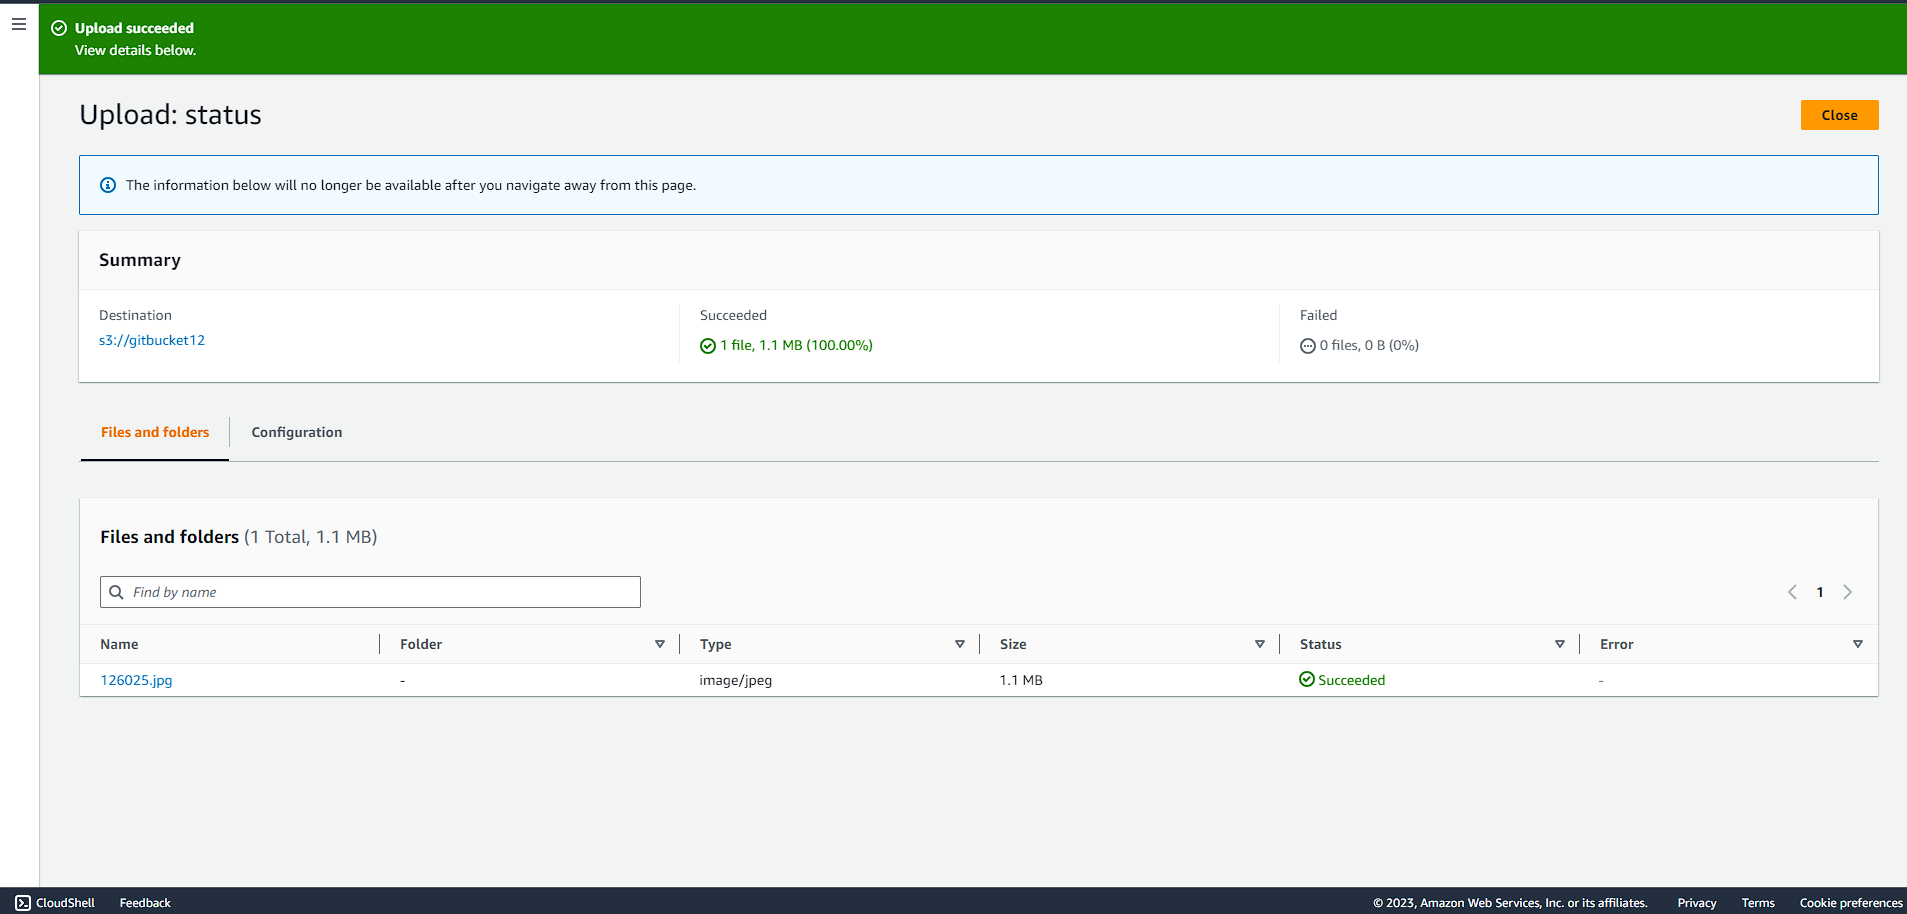 Upload succeeded
View details below.
Upload: status
Close
The information below will no longer be available after you navigate away from this page.
Summary
Destination
s3://gitbucket12
Succeeded
1 file, 1.1 MB (100.00%)
Failed
0 files, 0 B (0%)
Files and folders
Configuration
Files and folders (1 Total, 1.1 MB)
Find by name
1
Name Folder Type Size Status Error
126025.jpg - image/jpeg 1.1 MB Succeeded -
CloudShell Feedback © 2023, Amazon Web Services, Inc. or its affiliates. Privacy Terms Cookie preferences